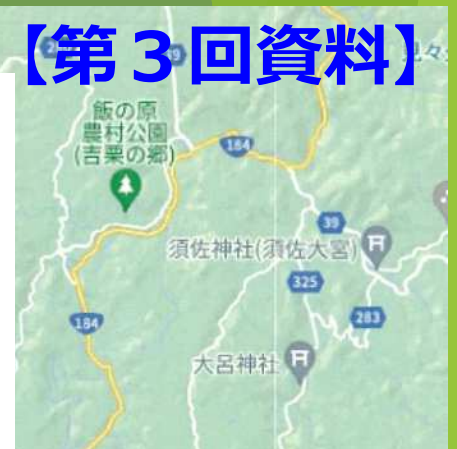 【第３回資料】
39
飯の原
農村公園
(吉栗の郷)
184
39
須佐神社(須佐大宮)
325
283
184
大呂神社